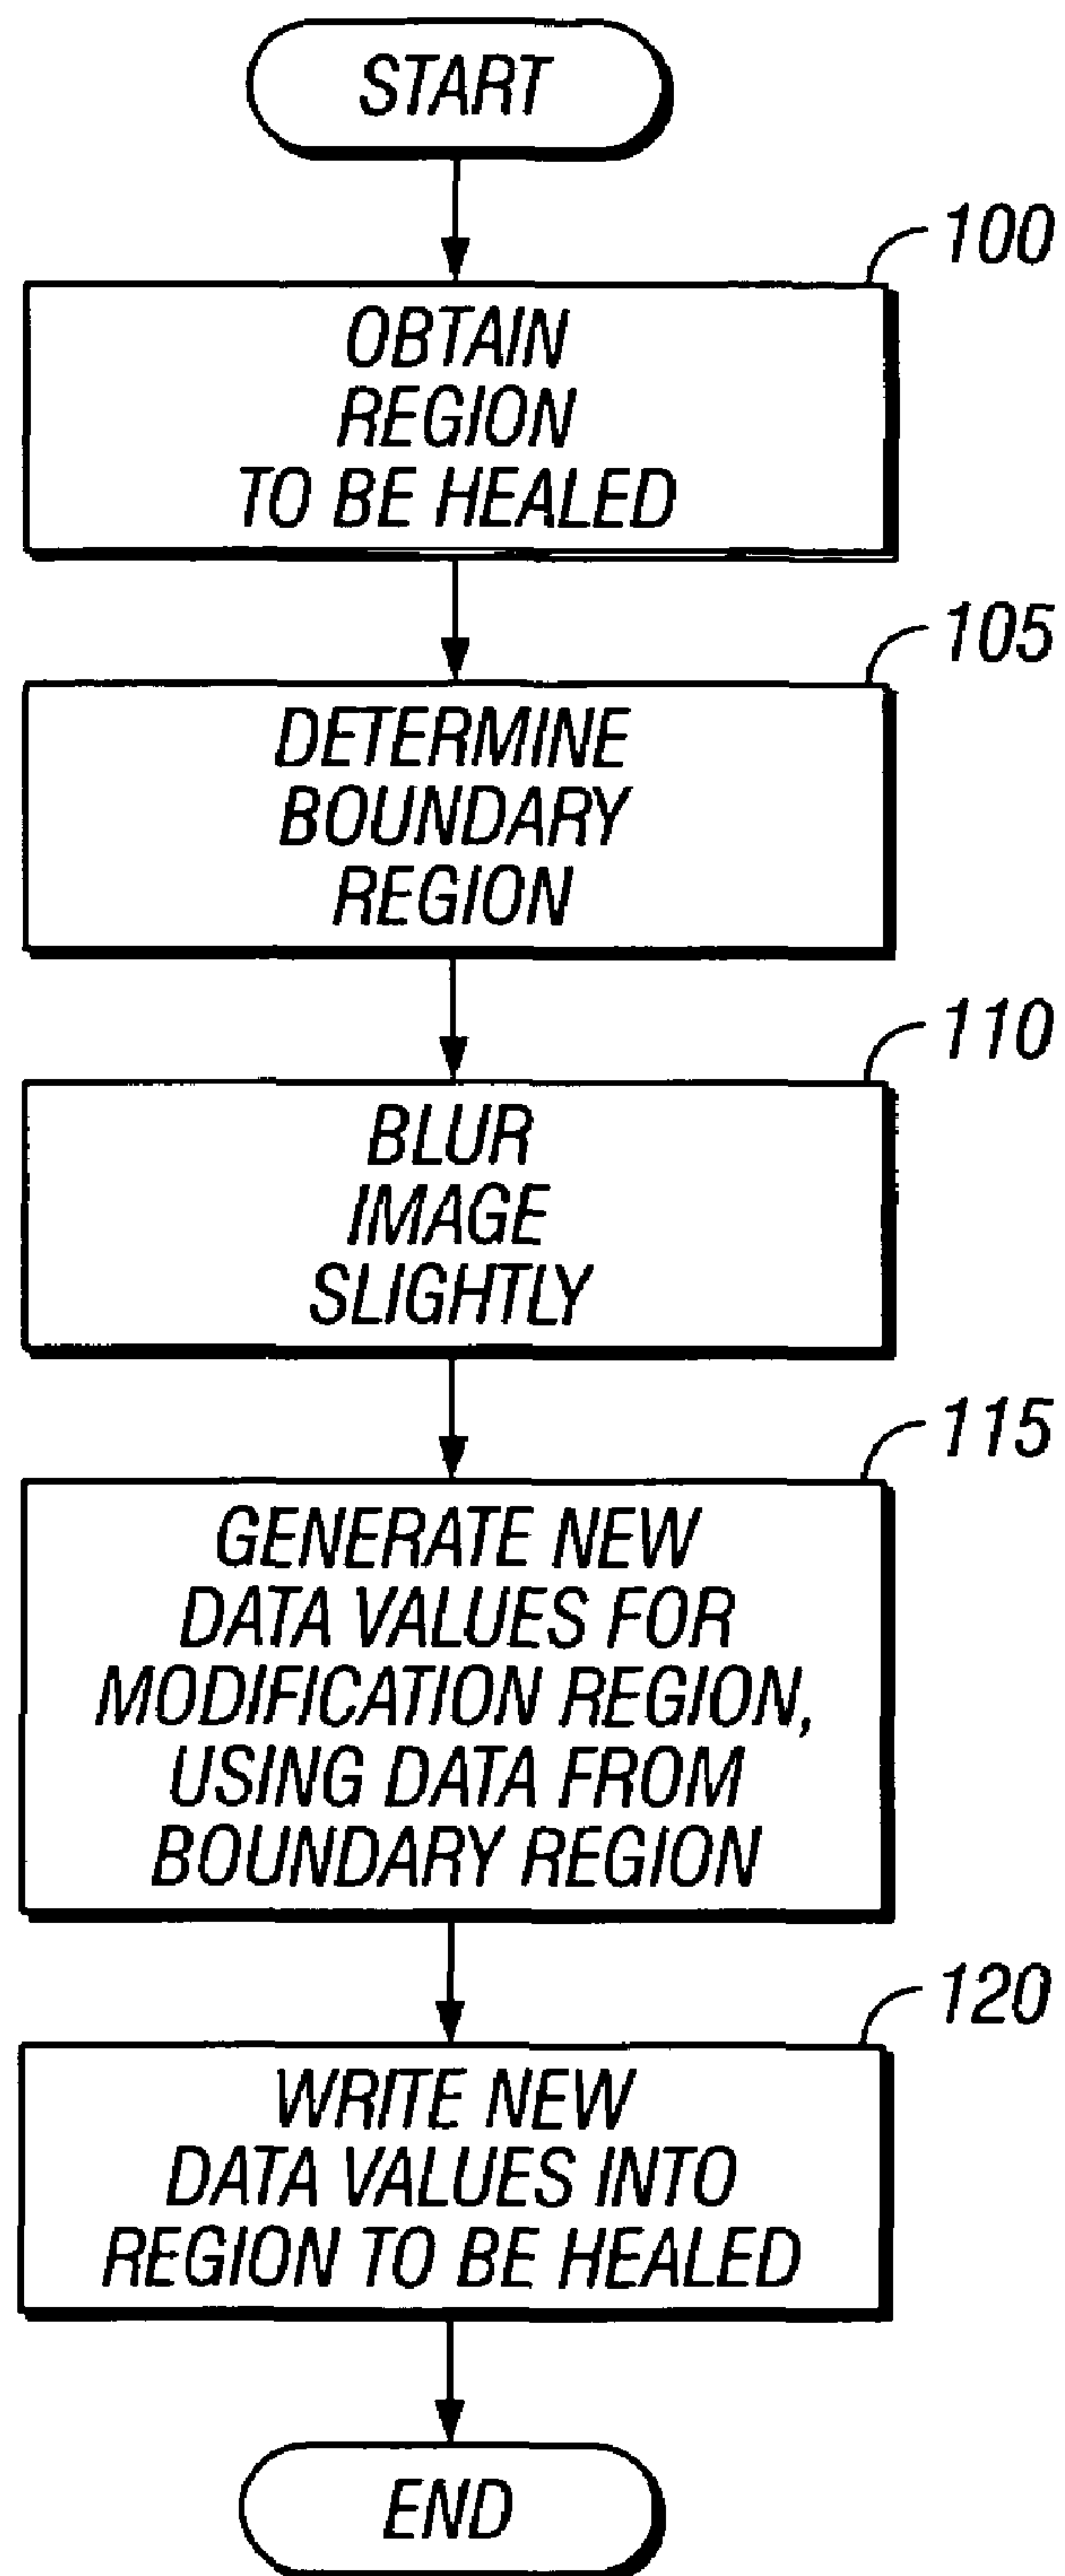 START
100
OBTAIN
REGION
TO BE HEALED
105
DETERMINE
BOUNDARY
REGION
110
BLUR
IMAGE
SLIGHTLY
115
GENERATE NEW
DATA VALUES FOR
MODIFICATION REGION,
USING DATA FROM
BOUNDARY REGION
120
WRITE NEW
DATA VALUES INTO
REGION TO BE HEALED
END